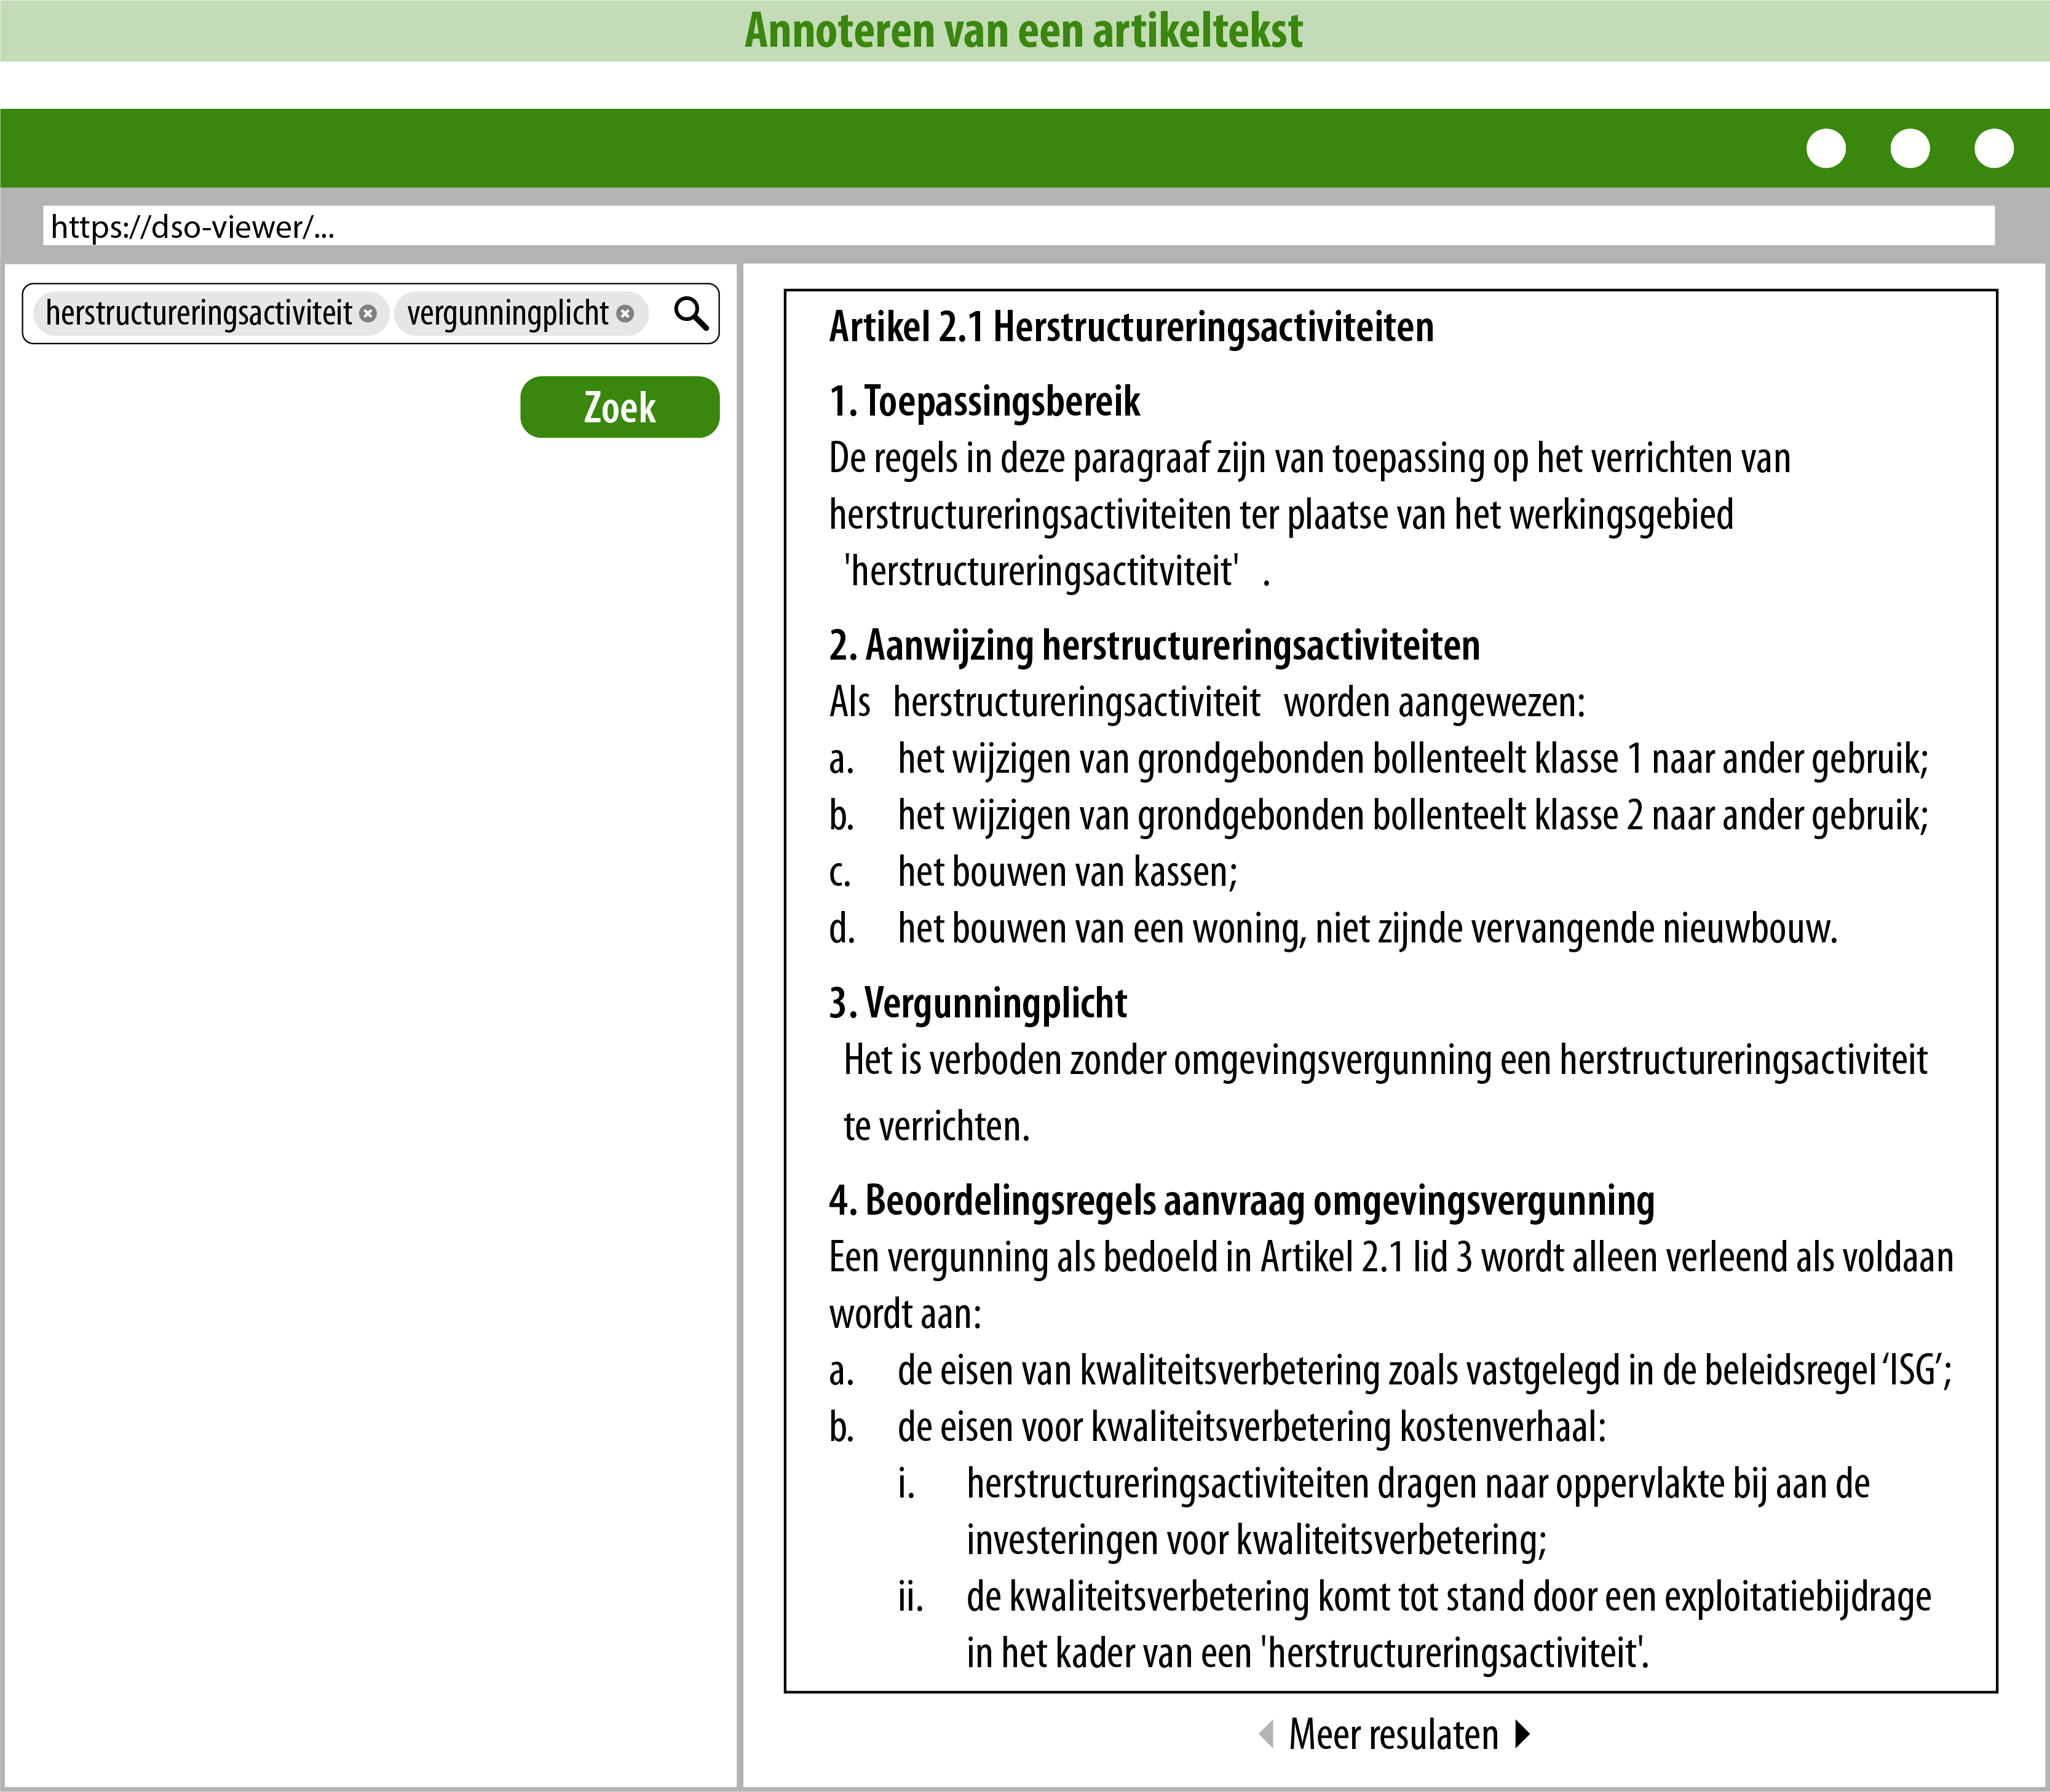 Annoteren van een artikeltekst
https://dso-viewer/...
herstructureringsactiviteit vergunningplicht
Zoek
Artikel 2.1 Herstructureringsactiviteiten
1. Toepassingsbereik
De regels in deze paragraaf zijn van toepassing op het verrichten van
herstructureringsactiviteiten ter plaatse van het werkingsgebied
'herstructureringsactitviteit' .
2. Aanwijzing herstructureringsactiviteiten
Als herstructureringsactiviteit worden aangewezen:
a. het wijzigen van grondgebonden bollenteelt klasse 1 naar ander gebruik;
b. het wijzigen van grondgebonden bollenteelt klasse 2 naar ander gebruik;
c. het bouwen van kassen;
d. het bouwen van een woning, niet zijnde vervangende nieuwbouw.
3. Vergunningplicht
Het is verboden zonder omgevingsvergunning een herstructureringsactiviteit
te verrichten.
4. Beoordelingsregels aanvraag omgevingsvergunning
Een vergunning als bedoeld in Artikel 2.1 lid 3 wordt alleen verleend als voldaan
wordt aan:
a. de eisen van kwaliteitsverbetering zoals vastgelegd in de beleidsregel ‘ISG’;
b. de eisen voor kwaliteitsverbetering kostenverhaal:
i. herstructureringsactiviteiten dragen naar oppervlakte bij aan de
investeringen voor kwaliteitsverbetering;
ii. de kwaliteitsverbetering komt tot stand door een exploitatiebijdrage
in het kader van een 'herstructureringsactiviteit'.
Meer resulaten